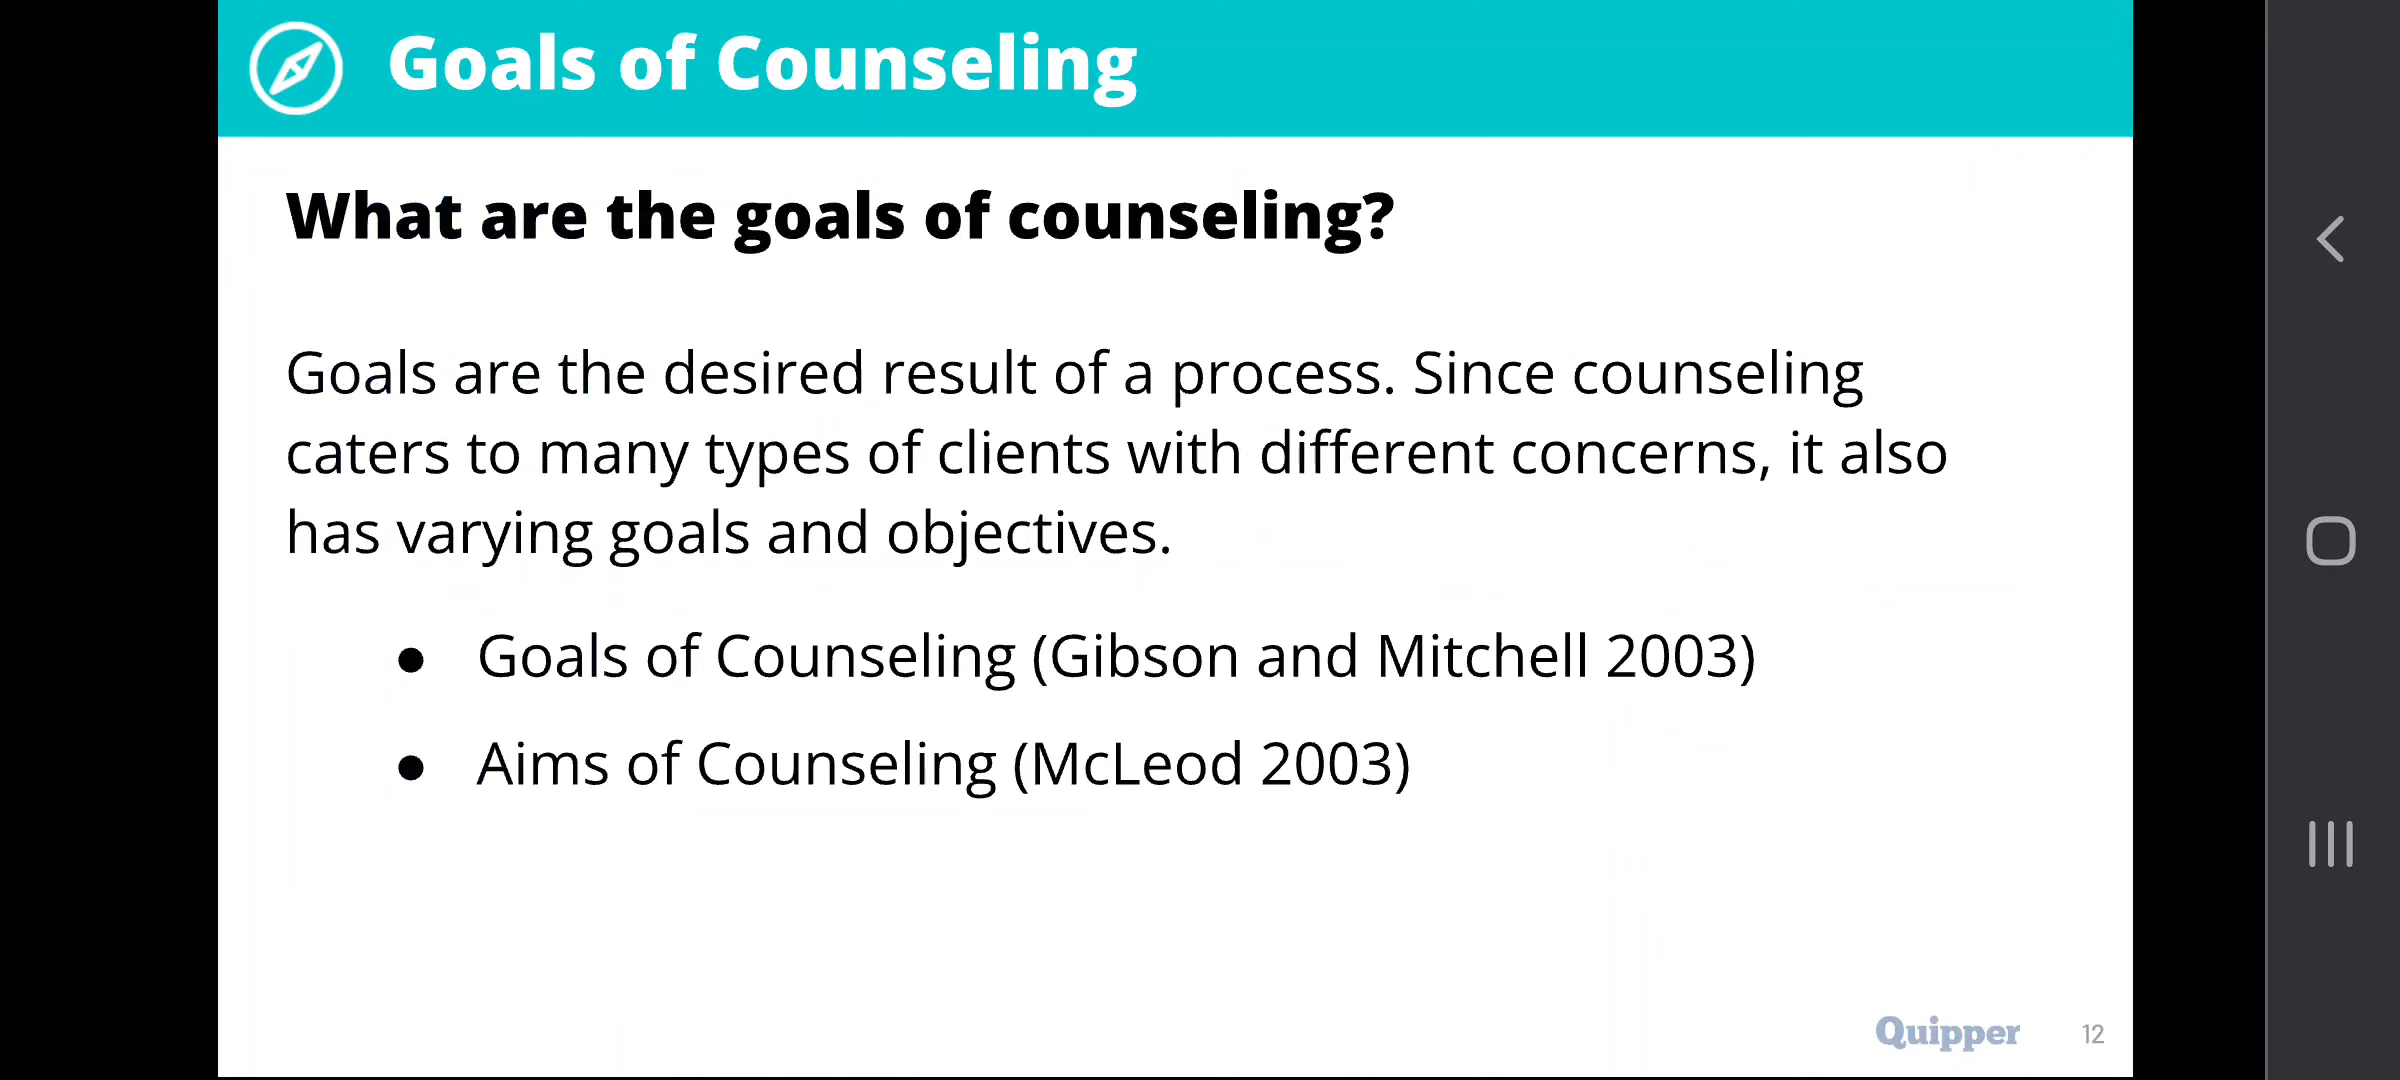 Goals of Counseling
What are the goals of counseling?
Goals are the desired result of a process. Since counseling
caters to many types of clients with different concerns, it also
has varying goals and objectives.
● Goals of Counseling (Gibson and Mitchell 2003)
● Aims of Counseling (McLeod 2003)
Quipper 12